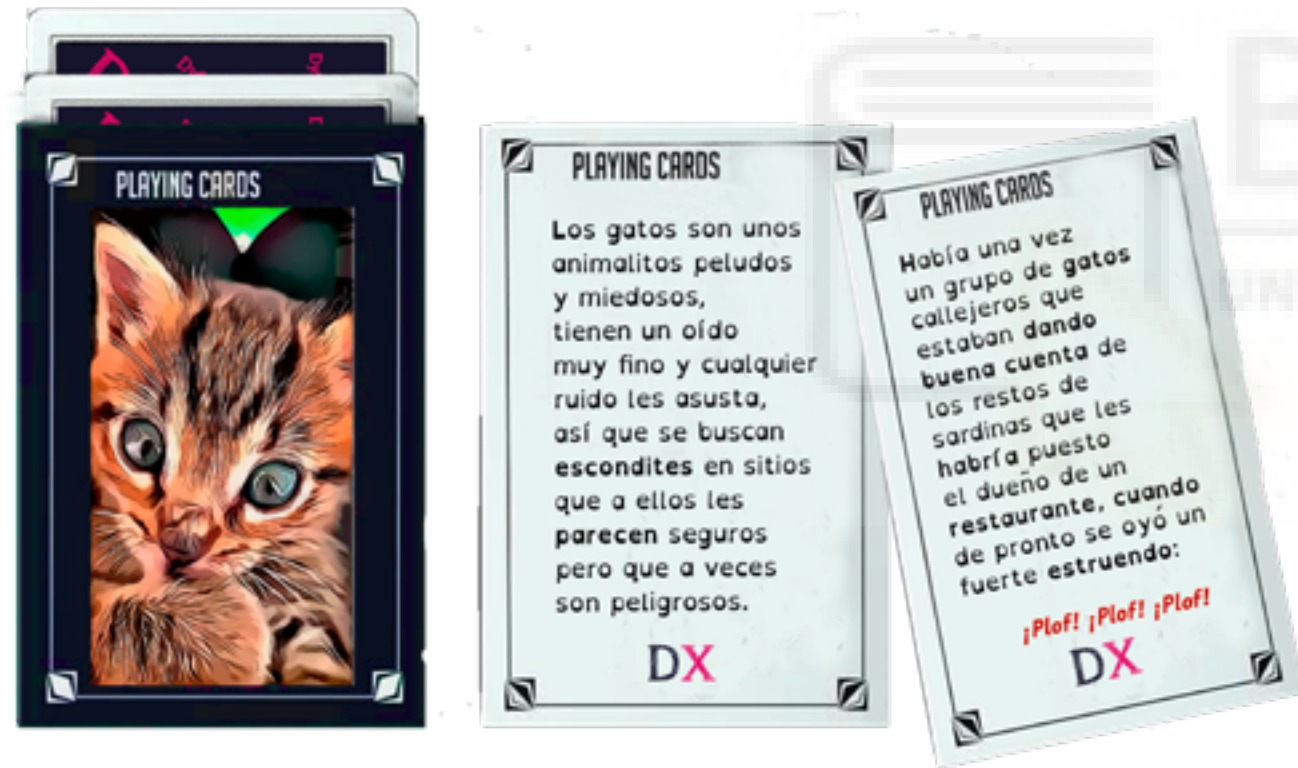 PLAYING CARDS
PLAYING CARDS
Los gatos son unos
animalitos peludos
y miedosos,
tienen un oído
muy fino y cualquier
ruido les asusta,
así que se buscan
escondites en sitios
que a ellos les
parecen seguros
pero que a veces
son peligrosos.
DX
PLAYING CARDS
Había una vez
un grupo de gatos
callejeros que
estaban dando
buena cuenta de
los restos de
sardinas que les
habría puesto
el dueño de un
restaurante, cuando
de pronto se oyó un
fuerte estruendo:
¡Plof! ¡Plof! ¡Plof!
DX